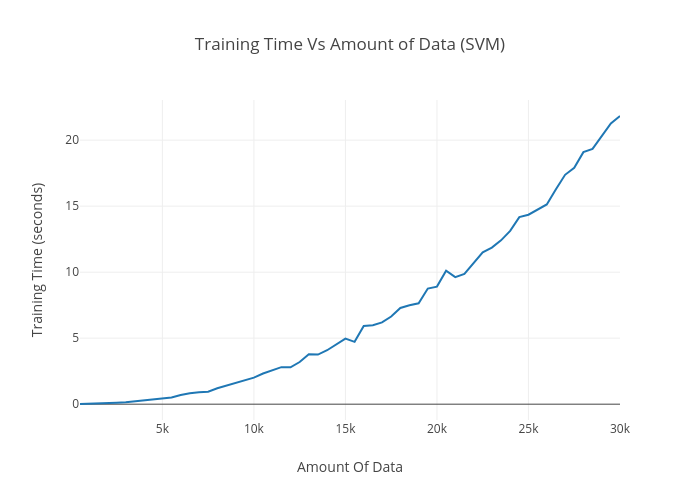 Training Time Vs Amount of Data (SVM)
Training Time (seconds)
20
15
10
5
0
5k
10k
15k
20k
25k
30k
Amount Of Data